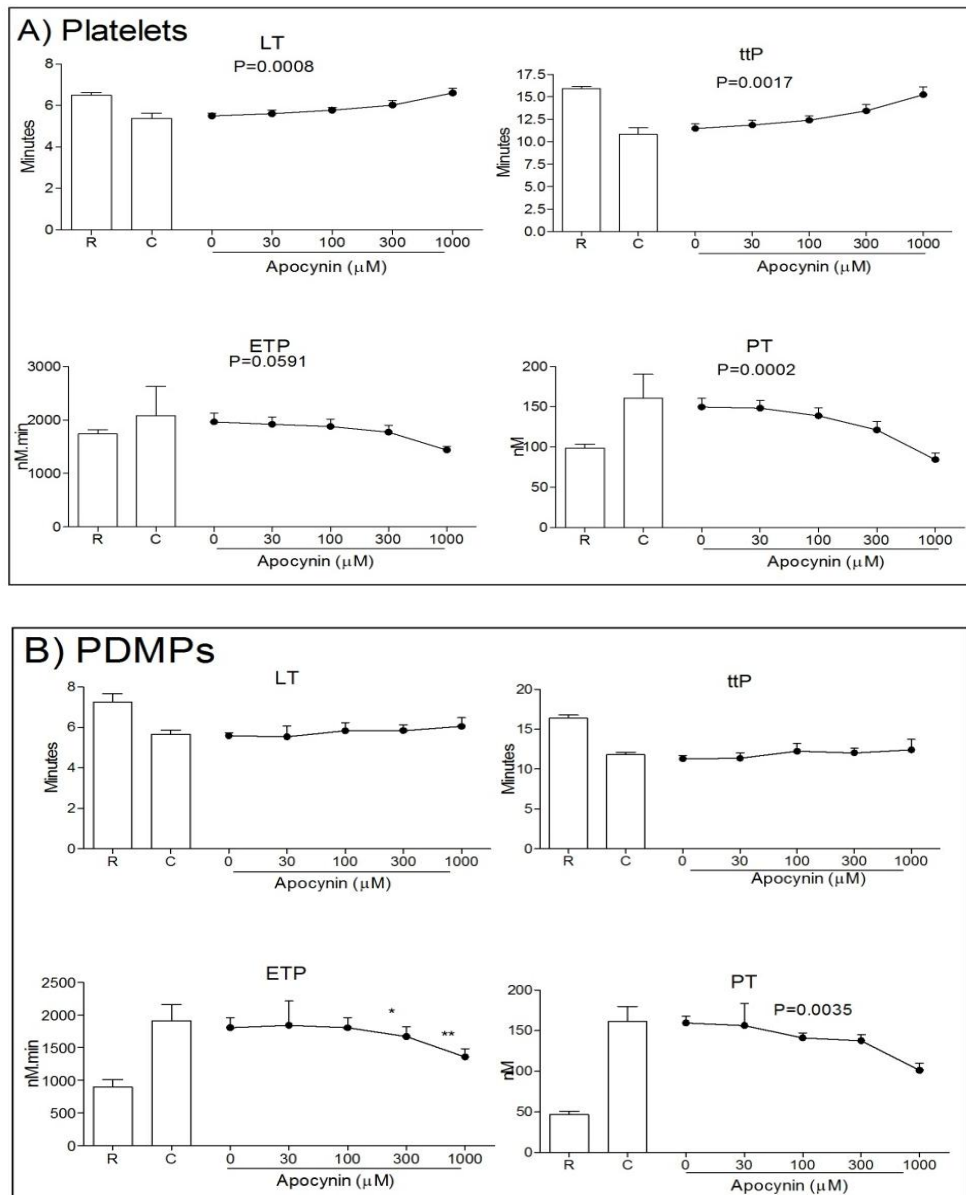 A) Platelets
LT
P=0.0008
8
6
4
2
0
Minutes
R C 0 30 100 300 1000
Apocynin (μM)
ttP
P=0.0017
17.5
15.0
12.5
10.0
7.5
5.0
2.5
0.0
Minutes
R C 0 30 100 300 1000
Apocynin (μM)
ETP
P=0.0591
3000
2000
1000
0
nM.min
R C 0 30 100 300 1000
Apocynin (μM)
PT
P=0.0002
200
150
100
50
0
nM
R C 0 30 100 300 1000
Apocynin (μM)
B) PDMPs
LT
8
6
4
2
0
Minutes
R C 0 30 100 300 1000
Apocynin (μM)
ttP
20
15
10
5
0
Minutes
R C 0 30 100 300 1000
Apocynin (μM)
ETP
2500
2000
1500
1000
500
0
nM.min
* **
R C 0 30 100 300 1000
Apocynin (μM)
PT
P=0.0035
200
150
100
50
0
nM
R C 0 30 100 300 1000
Apocynin (μM)